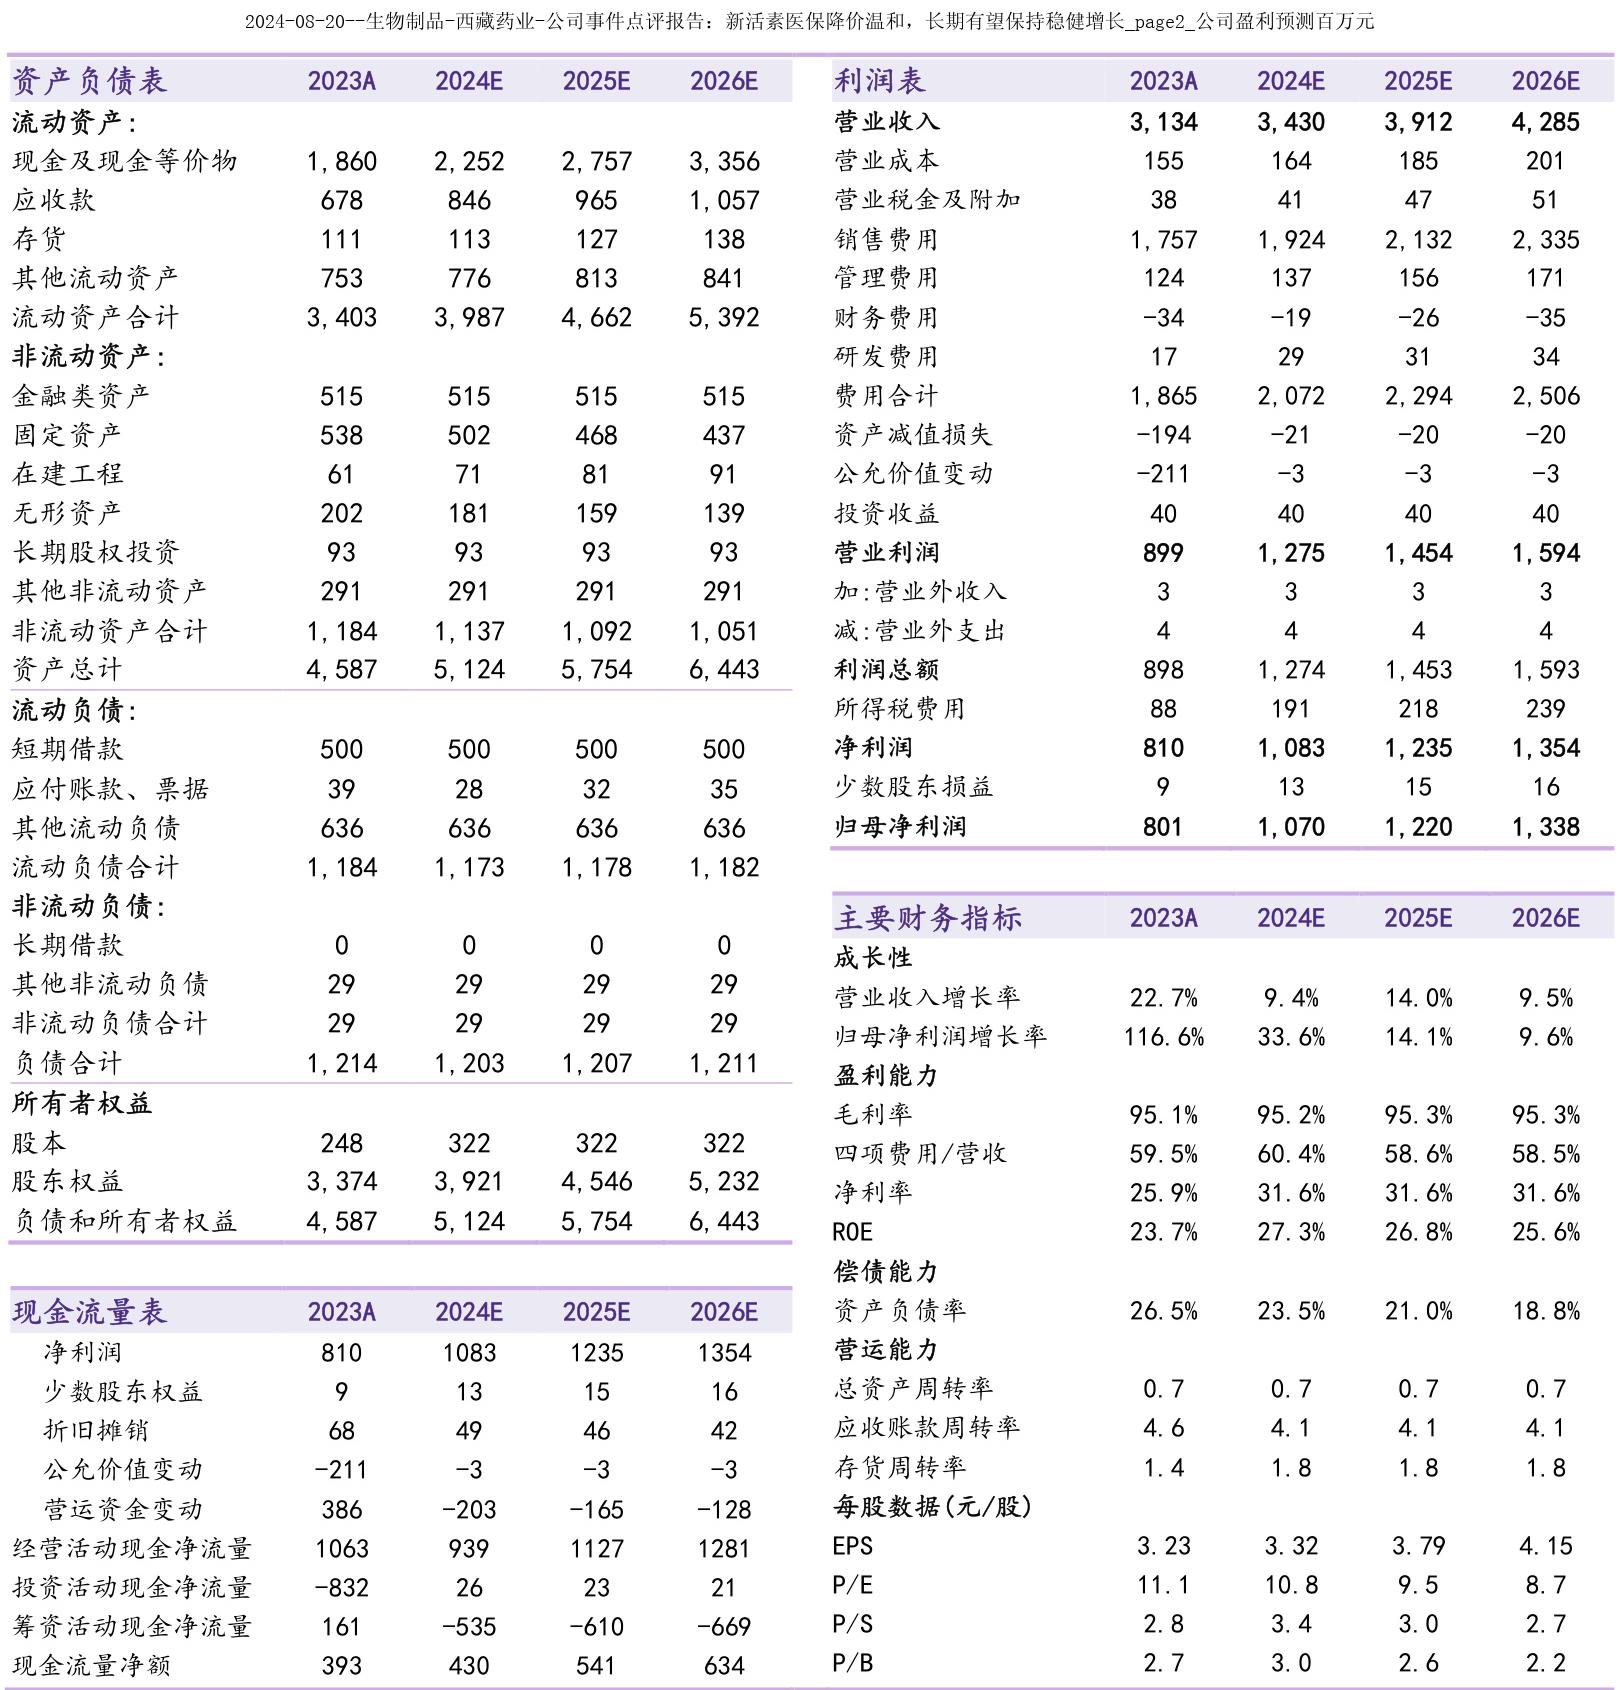 2024-08-20--生物制品-西藏药业-公司事件点评报告：新活素医保降价温和，长期有望保持稳健增长_page2_公司盈利预测百万元
资产负债表 2023A 2024E 2025E 2026E
流动资产:
现金及现金等价物 1,860 2,252 2,757 3,356
应收款 678 846 965 1,057
存货 111 113 127 138
其他流动资产 753 776 813 841
流动资产合计 3,403 3,987 4,662 5,392
非流动资产:
金融类资产 515 515 515 515
固定资产 538 502 468 437
在建工程 61 71 81 91
无形资产 202 181 159 139
长期股权投资 93 93 93 93
其他非流动资产 291 291 291 291
非流动资产合计 1,184 1,137 1,092 1,051
资产总计 4,587 5,124 5,754 6,443
流动负债:
短期借款 500 500 500 500
应付账款、票据 39 28 32 35
其他流动负债 636 636 636 636
流动负债合计 1,184 1,173 1,178 1,182
非流动负债:
长期借款 0 0 0 0
其他非流动负债 29 29 29 29
非流动负债合计 29 29 29 29
负债合计 1,214 1,203 1,207 1,211
所有者权益
股本 248 322 322 322
股东权益 3,374 3,921 4,546 5,232
负债和所有者权益 4,587 5,124 5,754 6,443
现金流量表 2023A 2024E 2025E 2026E
净利润 810 1083 1235 1354
少数股东权益 9 13 15 16
折旧摊销 68 49 46 42
公允价值变动 -211 -3 -3 -3
营运资金变动 386 -203 -165 -128
经营活动现金净流量 1063 939 1127 1281
投资活动现金净流量 -832 26 23 21
筹资活动现金净流量 161 -535 -610 -669
现金流量净额 393 430 541 634
利润表 2023A 2024E 2025E 2026E
营业收入 3,134 3,430 3,912 4,285
营业成本 155 164 185 201
营业税金及附加 38 41 47 51
销售费用 1,757 1,924 2,132 2,335
管理费用 124 137 156 171
财务费用 -34 -19 -26 -35
研发费用 17 29 31 34
费用合计 1,865 2,072 2,294 2,506
资产减值损失 -194 -21 -20 -20
公允价值变动 -211 -3 -3 -3
投资收益 40 40 40 40
营业利润 899 1,275 1,454 1,594
加:营业外收入 3 3 3 3
减:营业外支出 4 4 4 4
利润总额 898 1,274 1,453 1,593
所得税费用 88 191 218 239
净利润 810 1,083 1,235 1,354
少数股东损益 9 13 15 16
归母净利润 801 1,070 1,220 1,338
主要财务指标 2023A 2024E 2025E 2026E
成长性
营业收入增长率 22.7% 9.4% 14.0% 9.5%
归母净利润增长率 116.6% 33.6% 14.1% 9.6%
盈利能力
毛利率 95.1% 95.2% 95.3% 95.3%
四项费用/营收 59.5% 60.4% 58.6% 58.5%
净利率 25.9% 31.6% 31.6% 31.6%
ROE 23.7% 27.3% 26.8% 25.6%
偿债能力
资产负债率 26.5% 23.5% 21.0% 18.8%
营运能力
总资产周转率 0.7 0.7 0.7 0.7
应收账款周转率 4.6 4.1 4.1 4.1
存货周转率 1.4 1.8 1.8 1.8
每股数据(元/股)
EPS 3.23 3.32 3.79 4.15
P/E 11.1 10.8 9.5 8.7
P/S 2.8 3.4 3.0 2.7
P/B 2.7 3.0 2.6 2.2